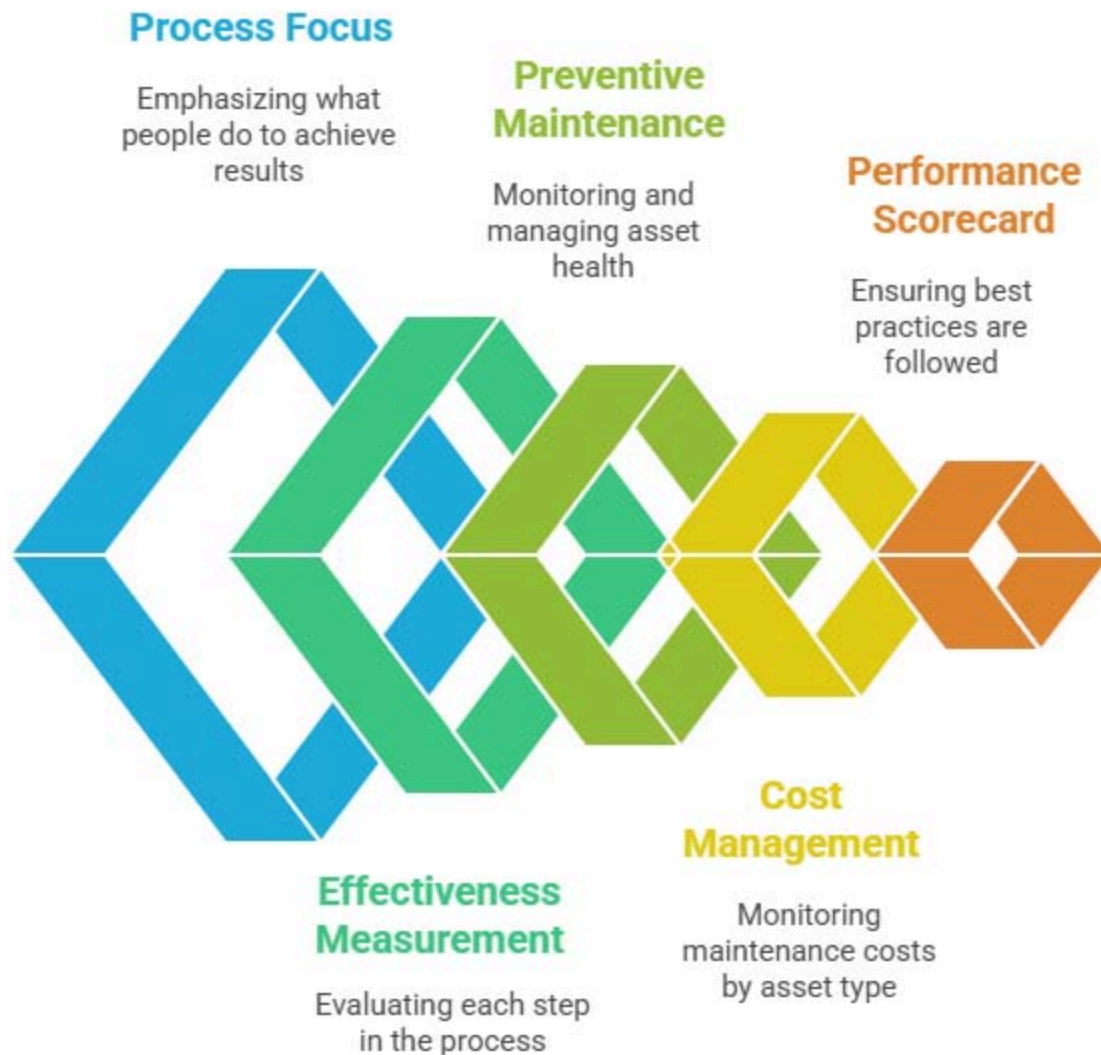 Process Focus
Emphasizing what
people do to achieve
results
Preventive
Maintenance
Monitoring and
managing asset
health
Performance
Scorecard
Ensuring best
practices are
followed
Effectiveness
Measurement
Evaluating each step
in the process
Cost
Management
Monitoring
maintenance costs
by asset type